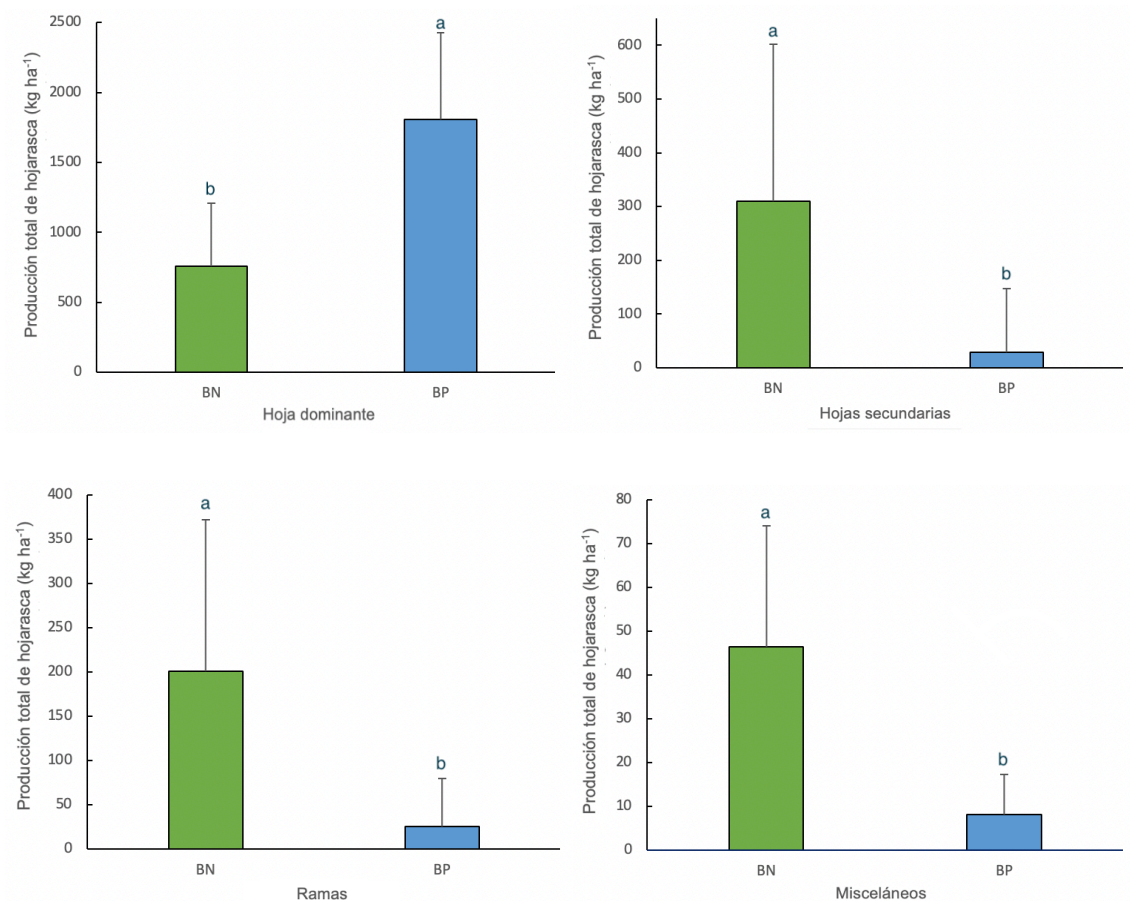 Producción total de hojarasca (kg ha⁻¹)
2500
2000
1500
1000
500
0
b
a
BN
BP
Hoja dominante
Producción total de hojarasca (kg ha⁻¹)
600
500
400
300
200
100
0
a
b
BN
BP
Hojas secundarias
Producción total de hojarasca (kg ha⁻¹)
400
350
300
250
200
150
100
50
0
a
b
BN
BP
Ramas
Producción total de hojarasca (kg ha⁻¹)
80
70
60
50
40
30
20
10
0
a
b
BN
BP
Misceláneos